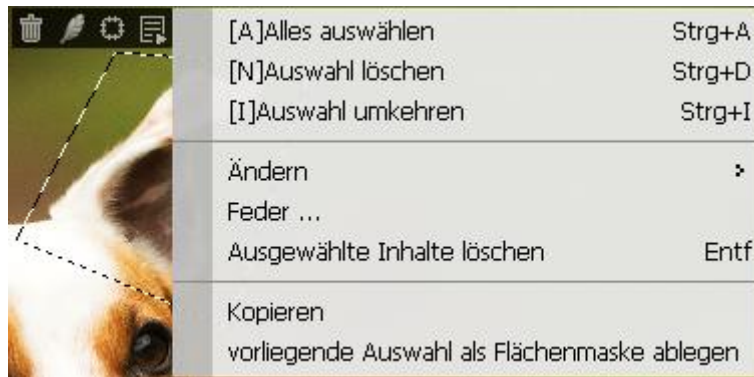 [A]Alles auswählen Strg+A
[N]Auswahl löschen Strg+D
[I]Auswahl umkehren Strg+I
Ändern
Feder ...
Ausgewählte Inhalte löschen Entf
Kopieren
vorliegende Auswahl als Flächenmaske ablegen